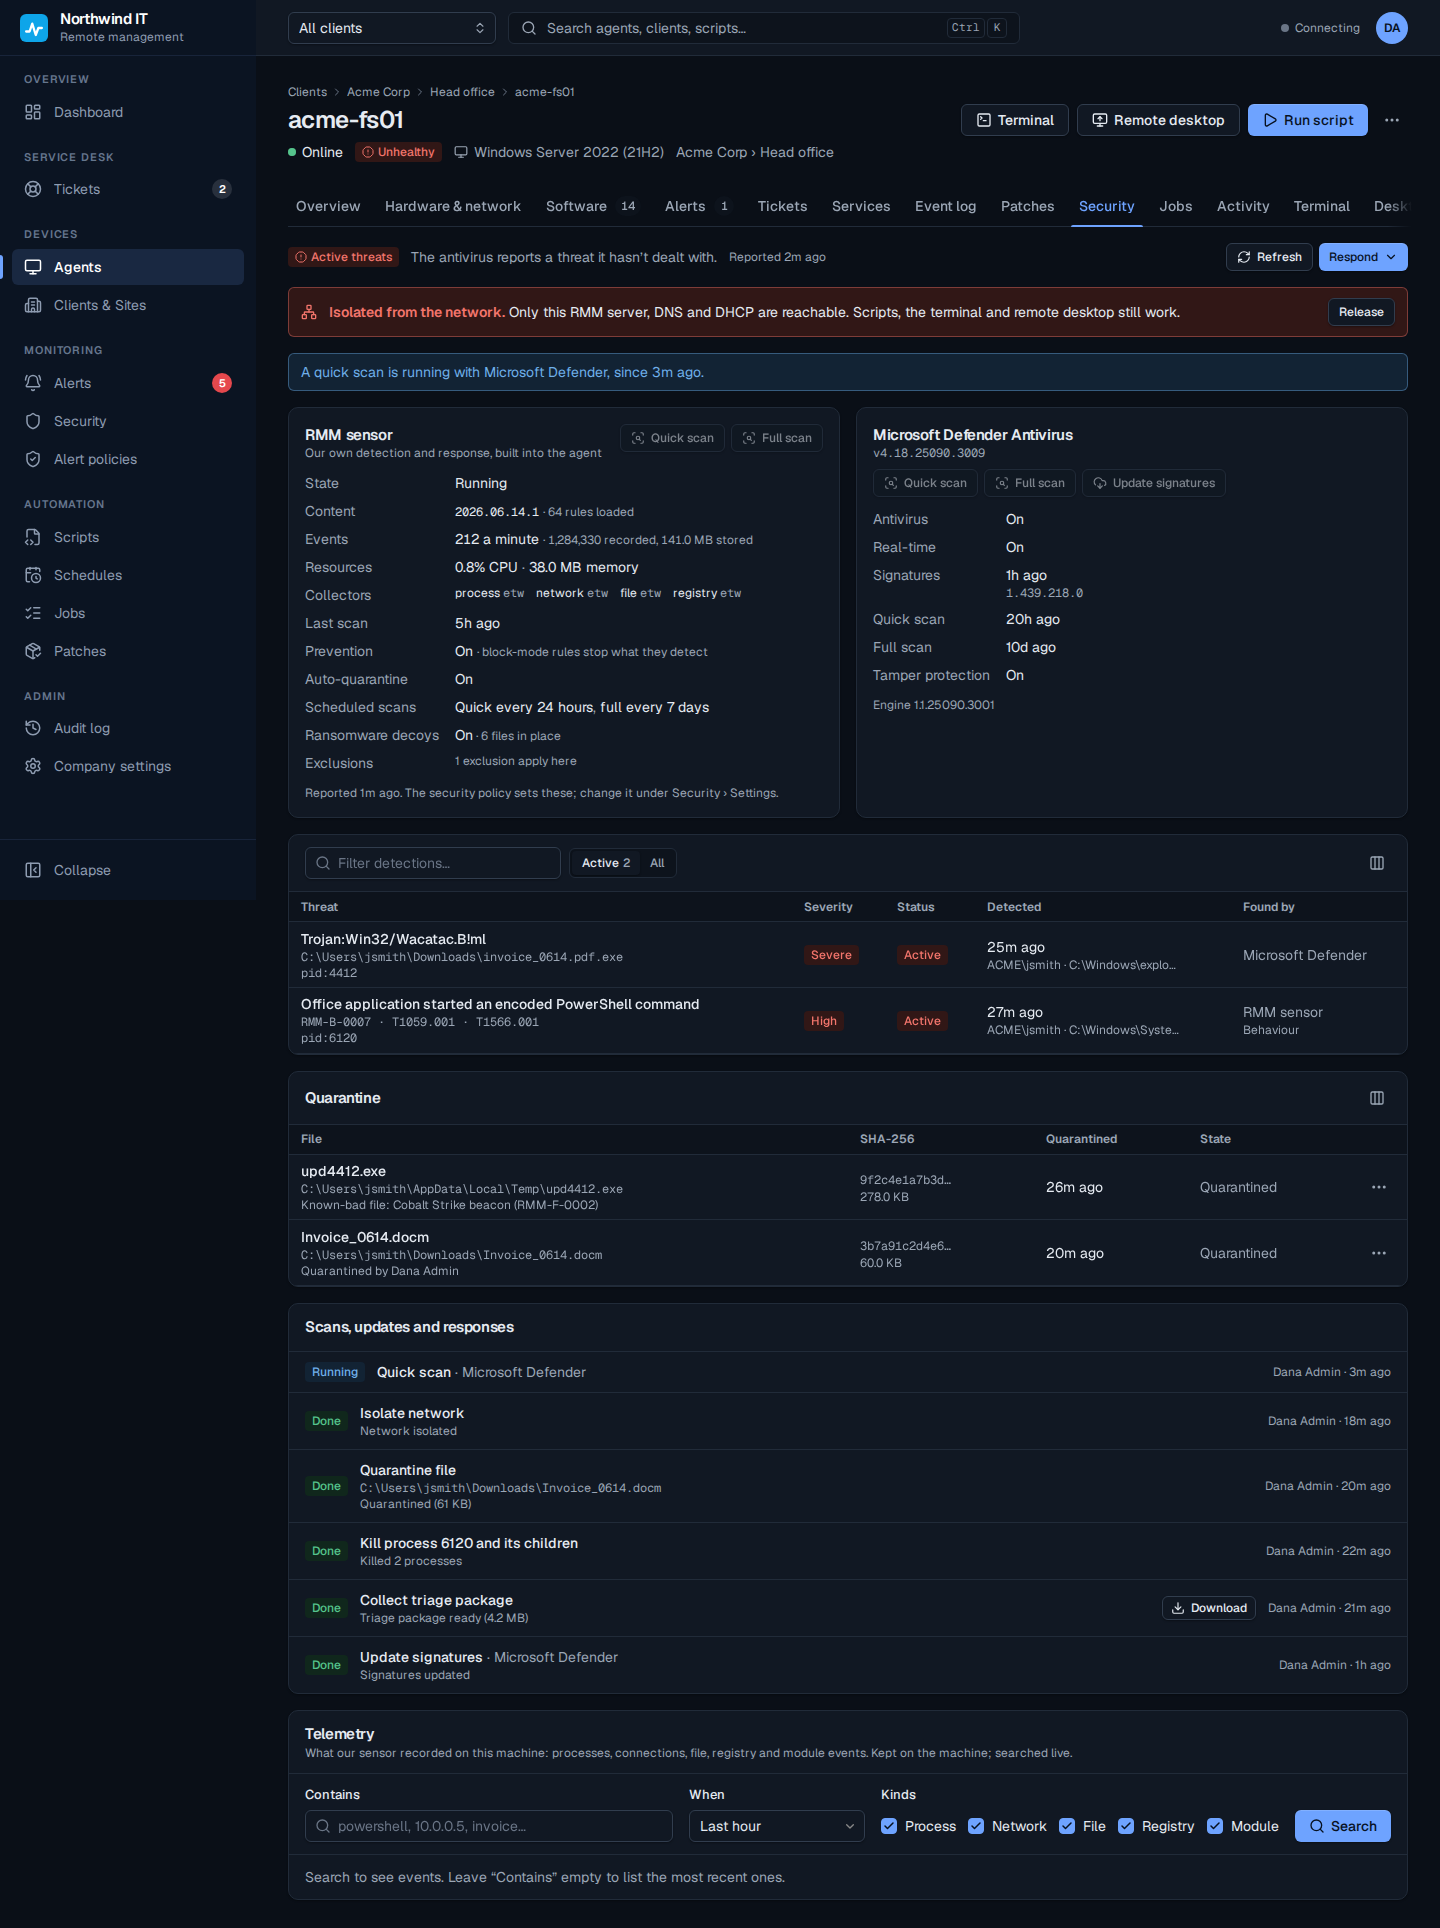 Northwind IT
Remote management
All clients
Search agents, clients, scripts...
Ctrl K
Connecting
DA
OVERVIEW
Dashboard
SERVICE DESK
Tickets 2
DEVICES
Agents
Clients & Sites
MONITORING
Alerts 5
Security
Alert policies
AUTOMATION
Scripts
Schedules
Jobs
Patches
ADMIN
Audit log
Company settings
Collapse
Clients > Acme Corp > Head office > acme-fs01
acme-fs01
Terminal
Remote desktop
Run script
Online
Unhealthy
Windows Server 2022 (21H2)
Acme Corp › Head office
Overview Hardware & network Software 14 Alerts 1 Tickets Services Event log Patches Security Jobs Activity Terminal Desk
Active threats
The antivirus reports a threat it hasn't dealt with.
Reported 2m ago
Refresh
Respond
Isolated from the network. Only this RMM server, DNS and DHCP are reachable. Scripts, the terminal and remote desktop still work.
Release
A quick scan is running with Microsoft Defender, since 3m ago.
RMM sensor
Our own detection and response, built into the agent
Quick scan
Full scan
State Running
Content 2026.06.14.1 · 64 rules loaded
Events 212 a minute · 1,284,330 recorded, 141.0 MB stored
Resources 0.8% CPU · 38.0 MB memory
Collectors process etw network etw file etw registry etw
Last scan 5h ago
Prevention On · block-mode rules stop what they detect
Auto-quarantine On
Scheduled scans Quick every 24 hours, full every 7 days
Ransomware decoys On · 6 files in place
Exclusions 1 exclusion apply here
Reported 1m ago. The security policy sets these; change it under Security › Settings.
Microsoft Defender Antivirus
v4.18.25090.3009
Quick scan
Full scan
Update signatures
Antivirus On
Real-time On
Signatures 1h ago
1.439.218.0
Quick scan 20h ago
Full scan 10d ago
Tamper protection On
Engine 1.1.25090.3001
Filter detections...
Active 2
All
Threat Severity Status Detected Found by
Trojan:Win32/Wacatac.B!ml
C:\Users\jsmith\Downloads\invoice_0614.pdf.exe
pid:4412
Severe
Active
25m ago
ACME\jsmith · C:\Windows\explo...
Microsoft Defender
Office application started an encoded PowerShell command
RMM-B-0007 · T1059.001 · T1566.001
pid:6120
High
Active
27m ago
ACME\jsmith · C:\Windows\Syste...
RMM sensor
Behaviour
Quarantine
File SHA-256 Quarantined State
upd4412.exe
C:\Users\jsmith\AppData\Local\Temp\upd4412.exe
Known-bad file: Cobalt Strike beacon (RMM-F-0002)
9f2c4e1a7b3d...
278.0 KB
26m ago
Quarantined
Invoice_0614.docm
C:\Users\jsmith\Downloads\Invoice_0614.docm
Quarantined by Dana Admin
3b7a91c2d4e6...
60.0 KB
20m ago
Quarantined
Scans, updates and responses
Running Quick scan · Microsoft Defender Dana Admin · 3m ago
Done Isolate network
Network isolated
Dana Admin · 18m ago
Done Quarantine file
C:\Users\jsmith\Downloads\Invoice_0614.docm
Quarantined (61 KB)
Dana Admin · 20m ago
Done Kill process 6120 and its children
Killed 2 processes
Dana Admin · 22m ago
Done Collect triage package
Triage package ready (4.2 MB)
Download Dana Admin · 21m ago
Done Update signatures · Microsoft Defender
Signatures updated
Dana Admin · 1h ago
Telemetry
What our sensor recorded on this machine: processes, connections, file, registry and module events. Kept on the machine; searched live.
Contains When Kinds
powershell, 10.0.0.5, invoice...
Last hour
Process Network File Registry Module
Search
Search to see events. Leave “Contains” empty to list the most recent ones.